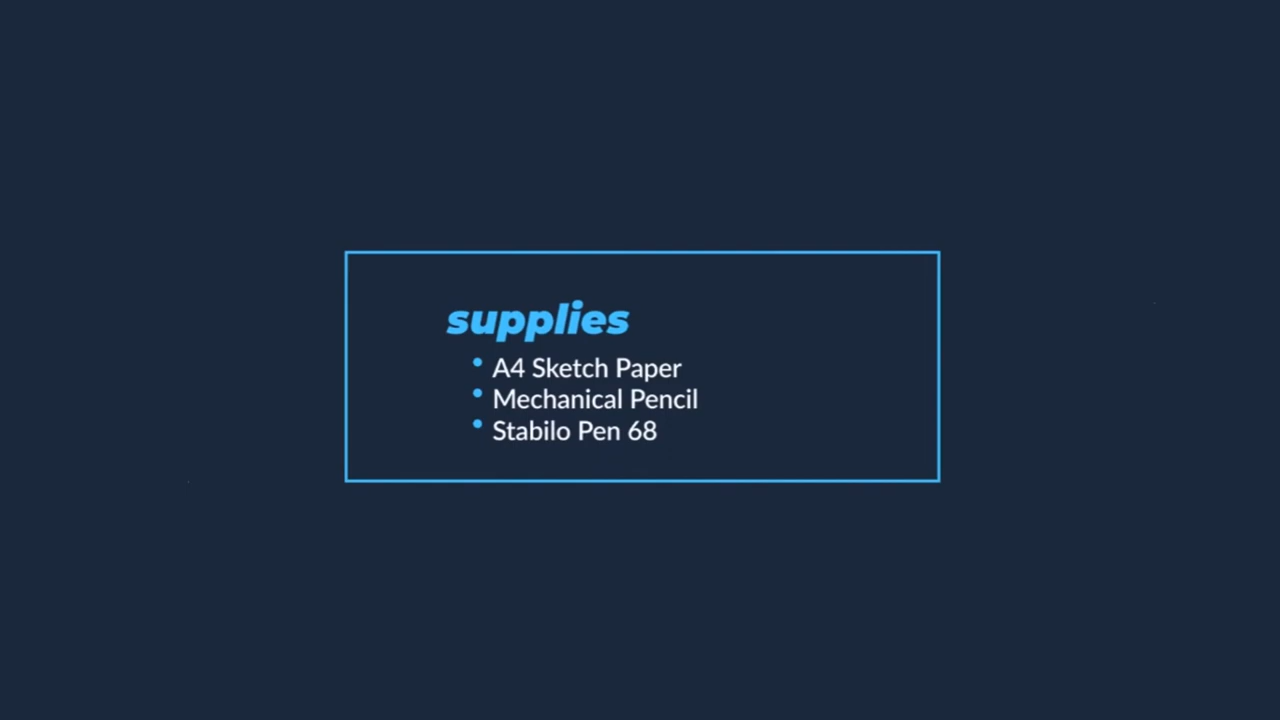 supplies
• A4 Sketch Paper
• Mechanical Pencil
• Stabilo Pen 68